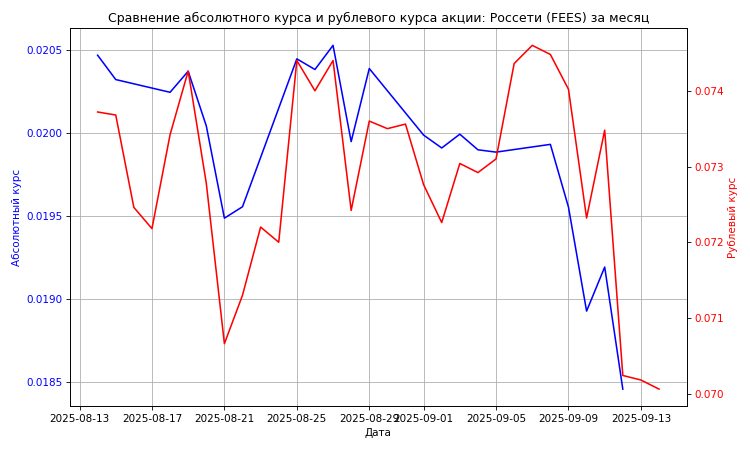 Сравнение абсолютного курса и рублевого курса акции: Россети (FEES) за месяц
0.0205
0.0200
0.0195
0.0190
0.0185
Абсолютный курс
0.074
0.073
0.072
0.071
0.070
Рублевый курс
2025-08-13 2025-08-17 2025-08-21 2025-08-25 2025-08-29 2025-09-01 2025-09-05 2025-09-09 2025-09-13
Дата